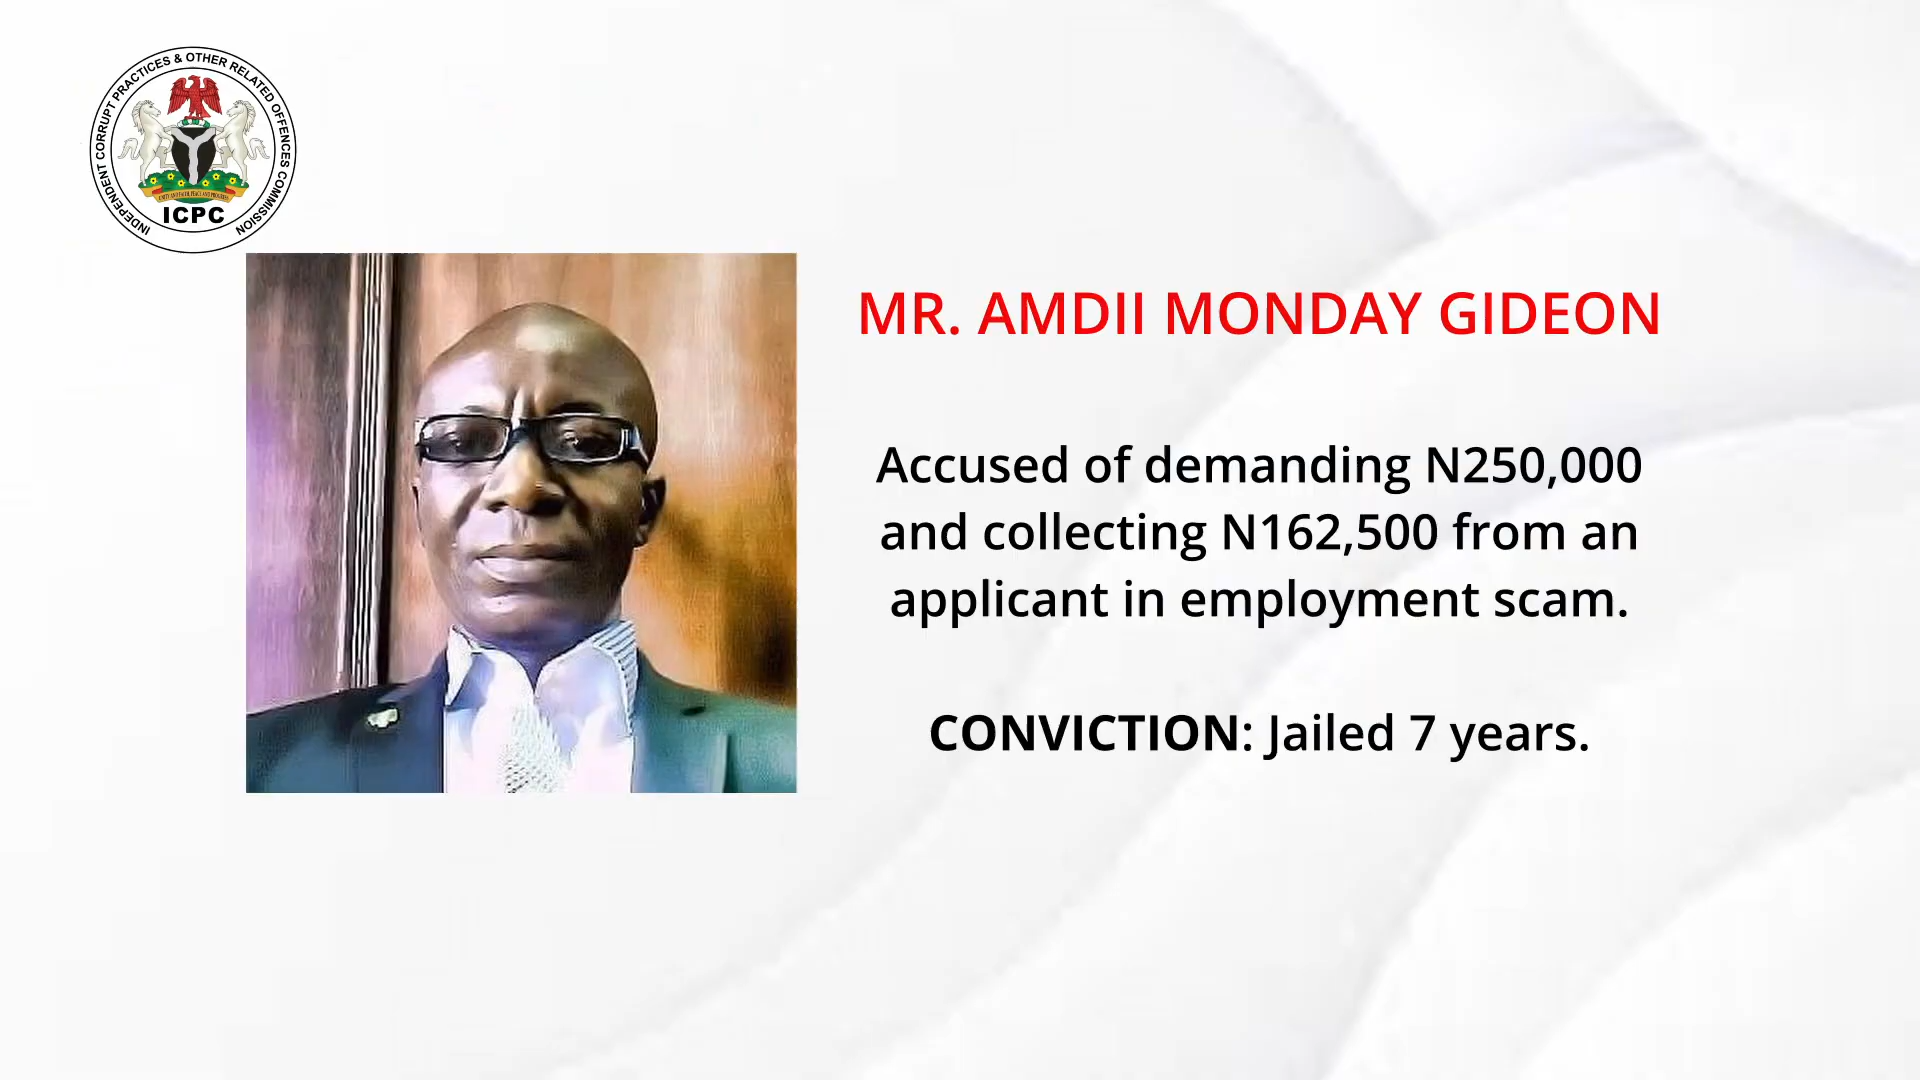 INDEPENDENT CORRUPT PRACTICES & OTHER RELATED OFFENCES COMMISSION
ICPC
MR. AMDII MONDAY GIDEON
Accused of demanding N250,000
and collecting N162,500 from an
applicant in employment scam.
CONVICTION: Jailed 7 years.